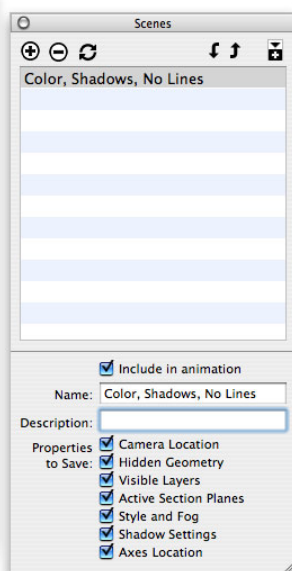 Scenes
Color, Shadows, No Lines
Include in animation
Name: Color, Shadows, No Lines
Description:
Properties to Save:
Camera Location
Hidden Geometry
Visible Layers
Active Section Planes
Style and Fog
Shadow Settings
Axes Location